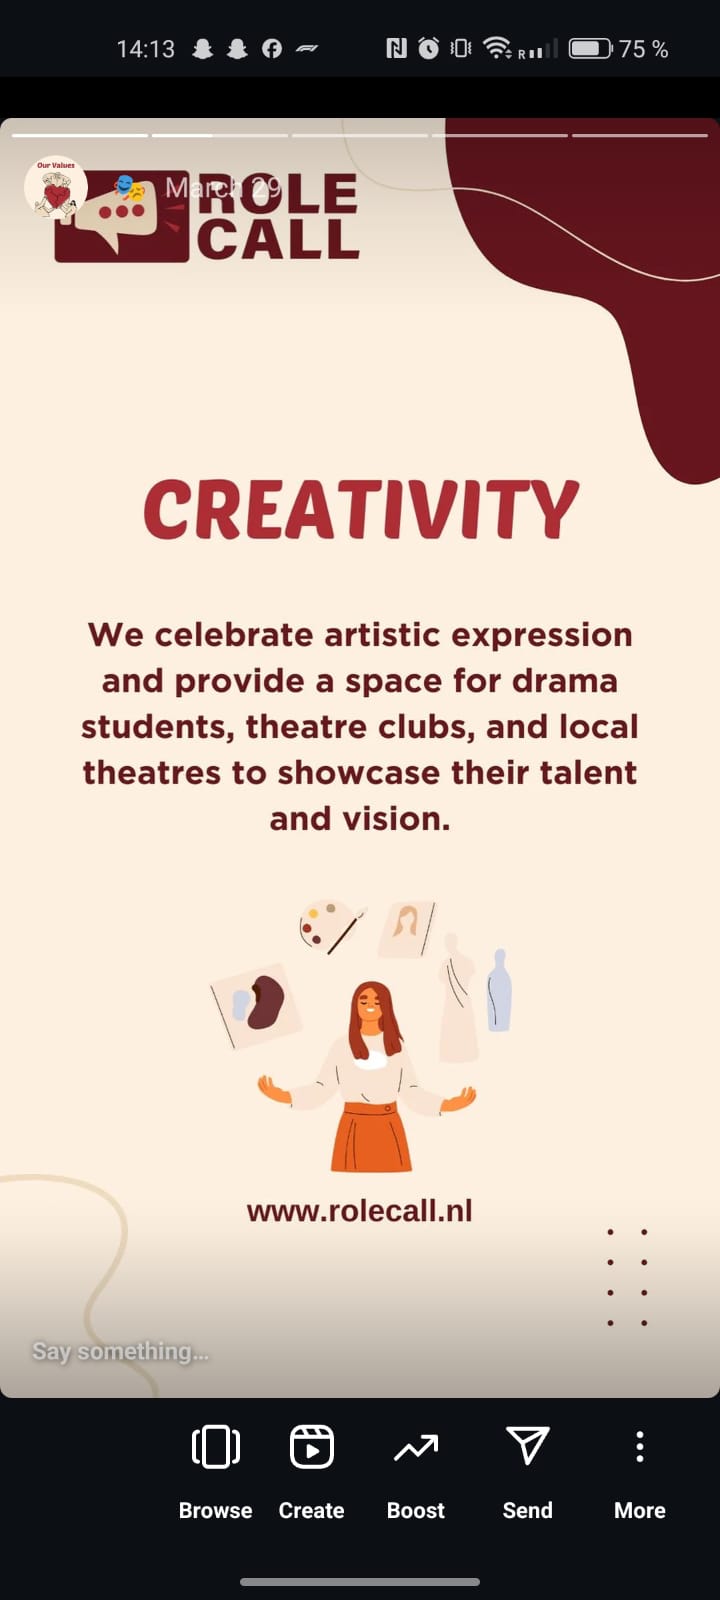 14:13
R
75 %
Our Values
March 29
ROLE
CALL
CREATIVITY
We celebrate artistic expression
and provide a space for drama
students, theatre clubs, and local
theatres to showcase their talent
and vision.
www.rolecall.nl
Say something...
Browse Create Boost Send More